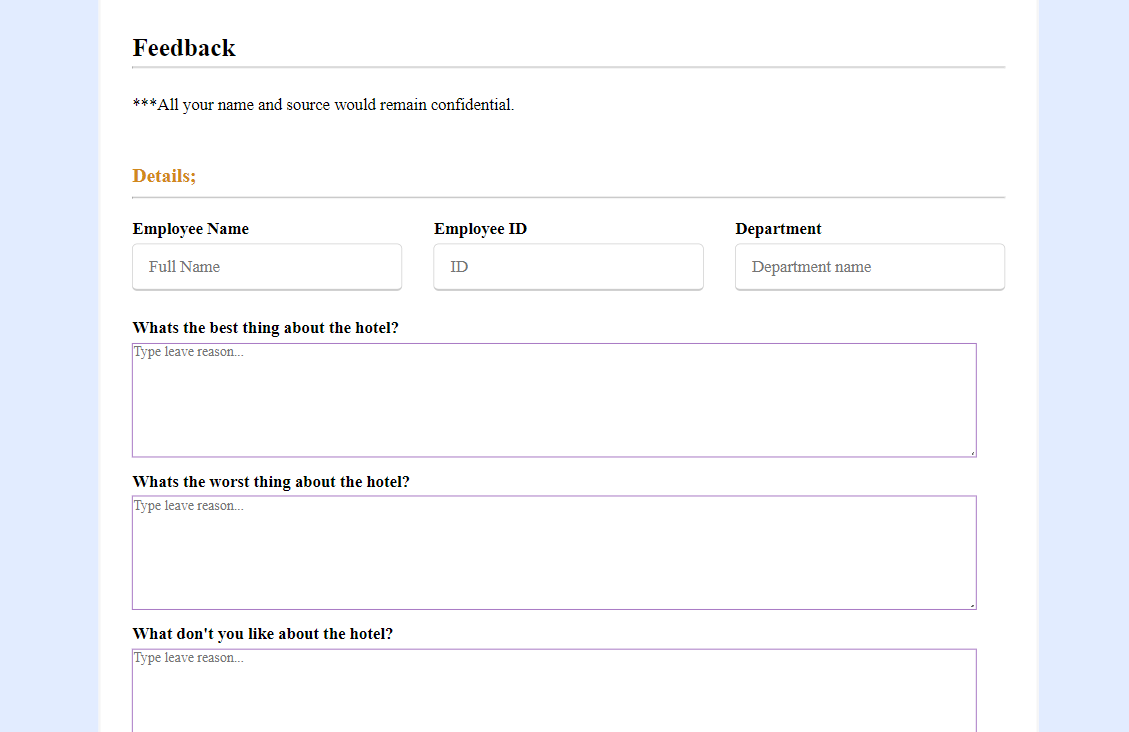 Feedback
***All your name and source would remain confidential.
Details;
Employee Name Employee ID Department
Full Name ID Department name
Whats the best thing about the hotel?
Type leave reason...
Whats the worst thing about the hotel?
Type leave reason...
What don't you like about the hotel?
Type leave reason...